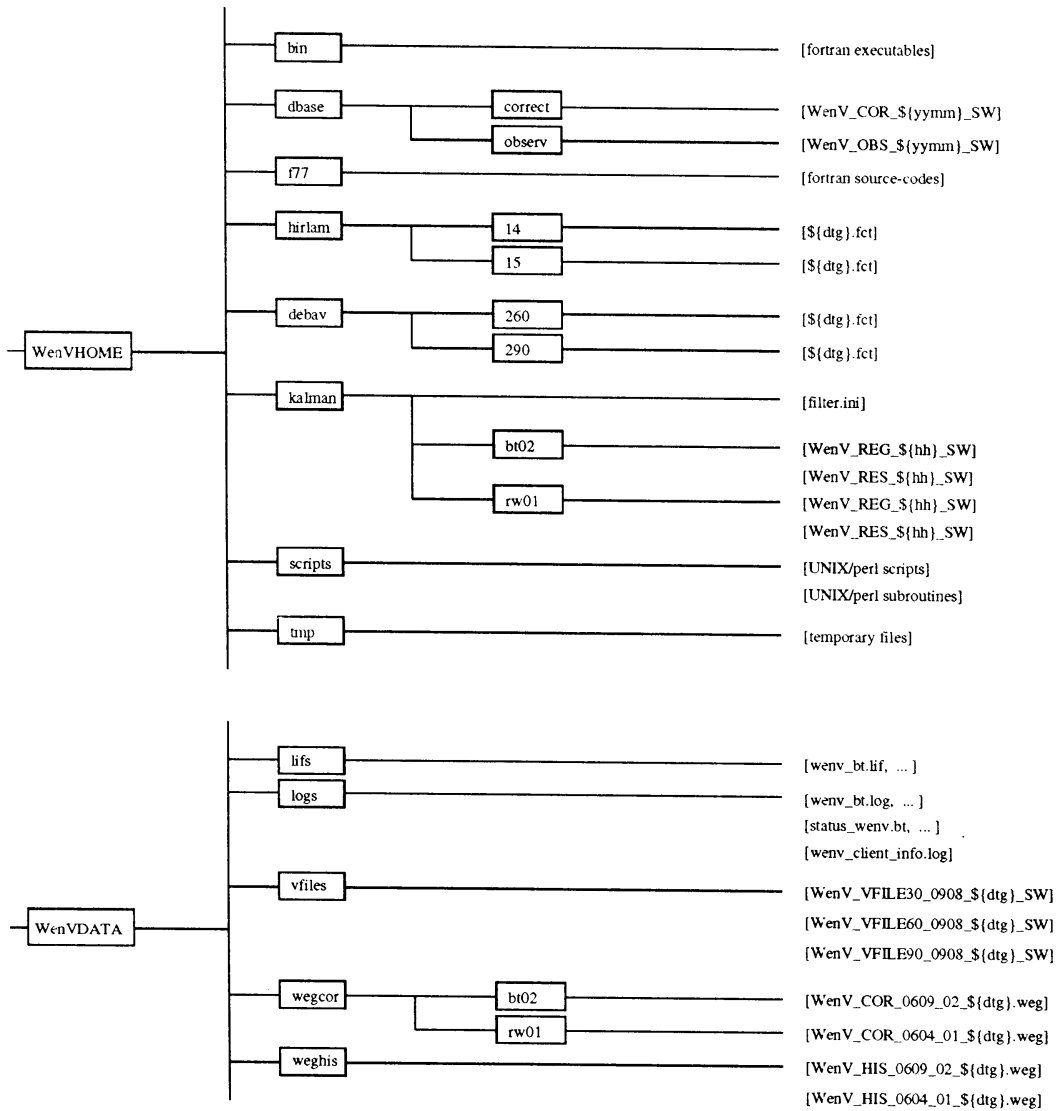 bin [fortran executables]
dbase correct [WenV_COR_${yymm}_SW]
observ [WenV_OBS_${yymm}_SW]
f77 [fortran source-codes]
hirlam 14 [${dtg}.fct]
15 [${dtg}.fct]
debav 260 [${dtg}.fct]
WenVHOME 290 [${dtg}.fct]
kalman [filter.ini]
bt02 [WenV_REG_${hh}_SW]
[WenV_RES_${hh}_SW]
rw01 [WenV_REG_${hh}_SW]
[WenV_RES_${hh}_SW]
scripts [UNIX/perl scripts]
[UNIX/perl subroutines]
tmp [temporary files]
lifs [wenv_bt.lif, ... ]
logs [wenv_bt.log, ... ]
[status_wenv.bt, ... ]
[wenv_client_info.log]
vfiles [WenV_VFILE30_0908_${dtg}_SW]
WenVDATA [WenV_VFILE60_0908_${dtg}_SW]
[WenV_VFILE90_0908_${dtg}_SW]
wegcor bt02 [WenV_COR_0609_02_${dtg}.weg]
rw01 [WenV_COR_0604_01_${dtg}.weg]
weghis [WenV_HIS_0609_02_${dtg}.weg]
[WenV_HIS_0604_01_${dtg}.weg]